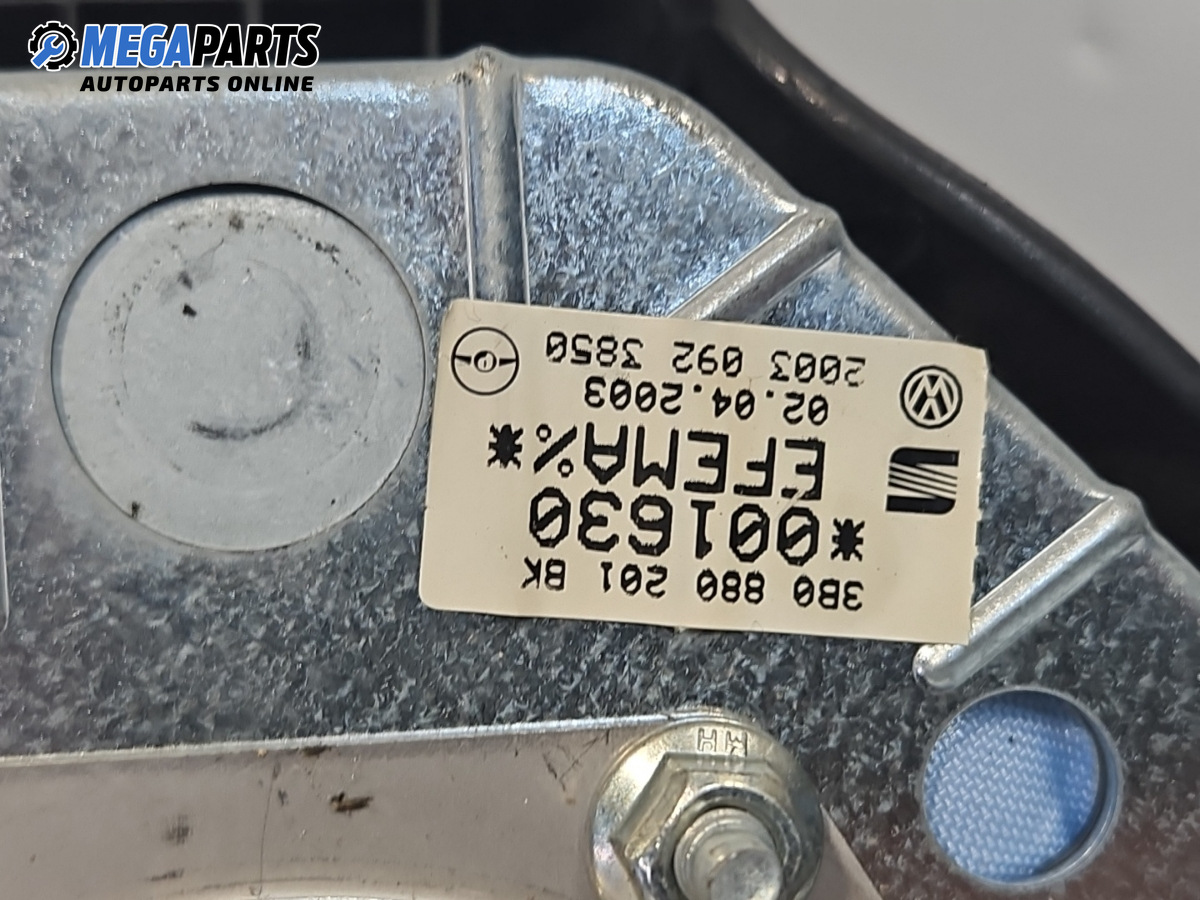 MEGAPARTS
AUTOPARTS ONLINE
3B0 880 201 BK
*001630
EFEMA%*
02.04.2003
2003 092 3850